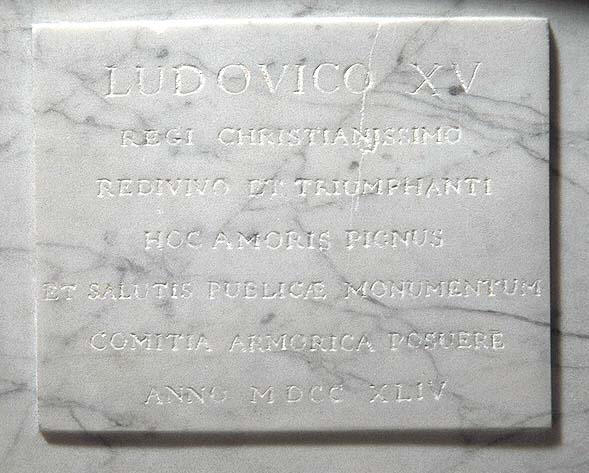 LUDOVICO XV
REGI CHRISTIANISSIMO
REDIVIVO ET TRIUMPHANTI
HOC AMORIS PIGNUS
ET SALUTIS PUBLICÆ MONUMENTUM
COMITIA ARMORICA POSUERE
ANNO MDCC XLIV